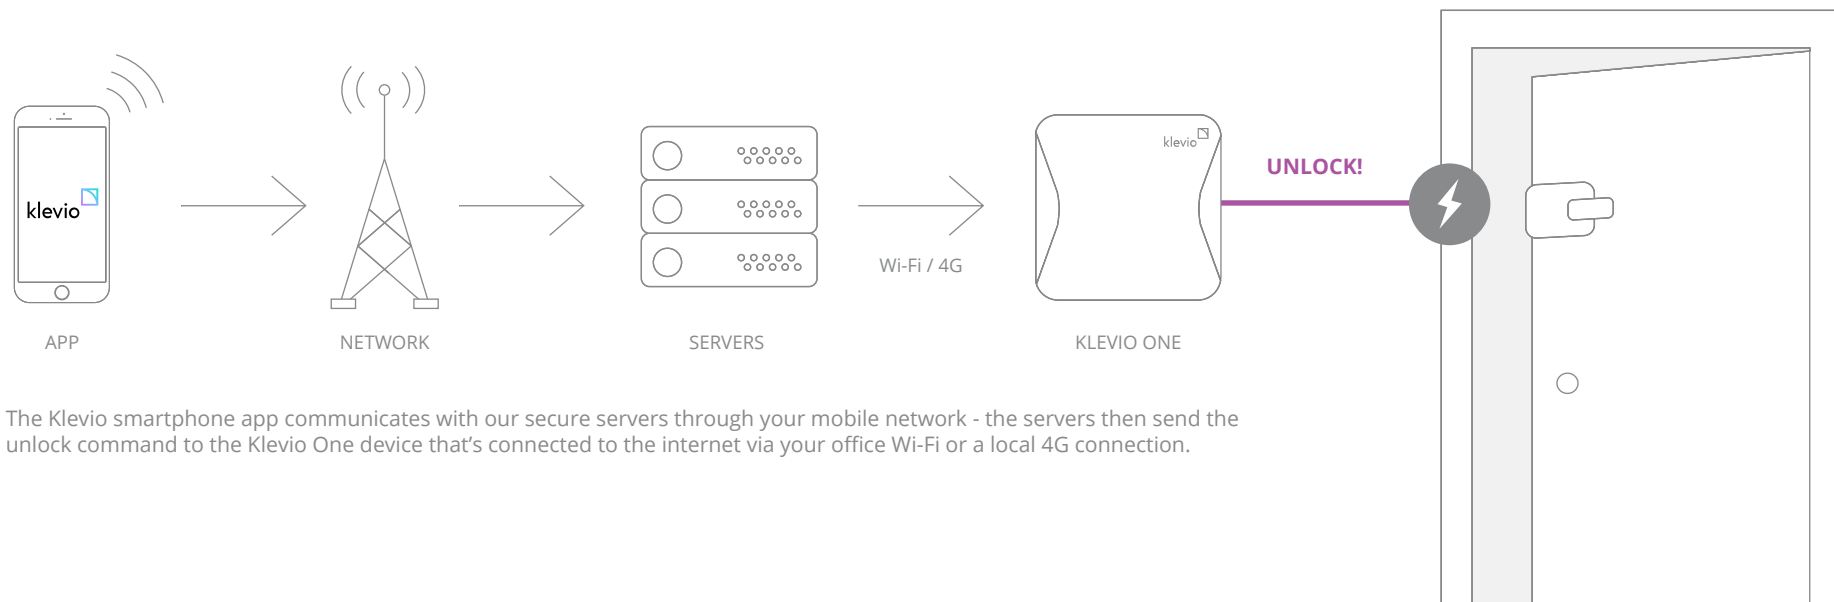 klevio
klevio
UNLOCK!
Wi-Fi / 4G
APP
NETWORK
SERVERS
KLEVIO ONE
The Klevio smartphone app communicates with our secure servers through your mobile network - the servers then send the
unlock command to the Klevio One device that’s connected to the internet via your office Wi-Fi or a local 4G connection.